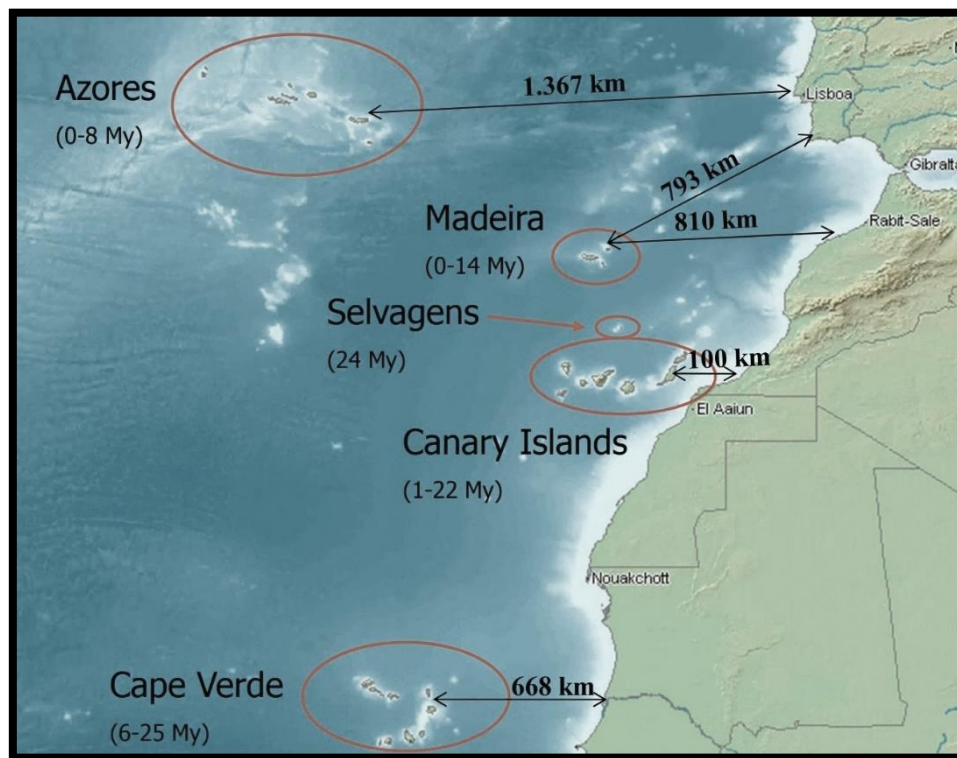 Azores
(0-8 My)
1.367 km
Lisboa
793 km
Gibralta
Madeira
(0-14 My)
810 km
Rabit-Sale
Selvagens
(24 My)
100 km
El Aaiun
Canary Islands
(1-22 My)
Nouakchott
Cape Verde
(6-25 My)
668 km